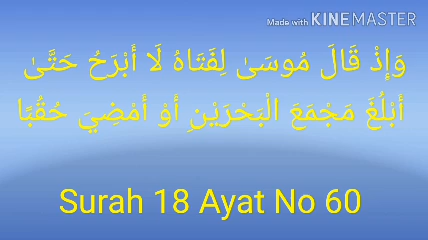 Made with KINEMASTER
وَإِذْ قَالَ مُوسَىٰ لِفَتَاهُ لَا أَبْرَحُ حَتَّىٰ
أَبْلُغَ مَجْمَعَ الْبَحْرَيْنِ أَوْ أَمْضِيَ حُقُبًا
Surah 18 Ayat No 60